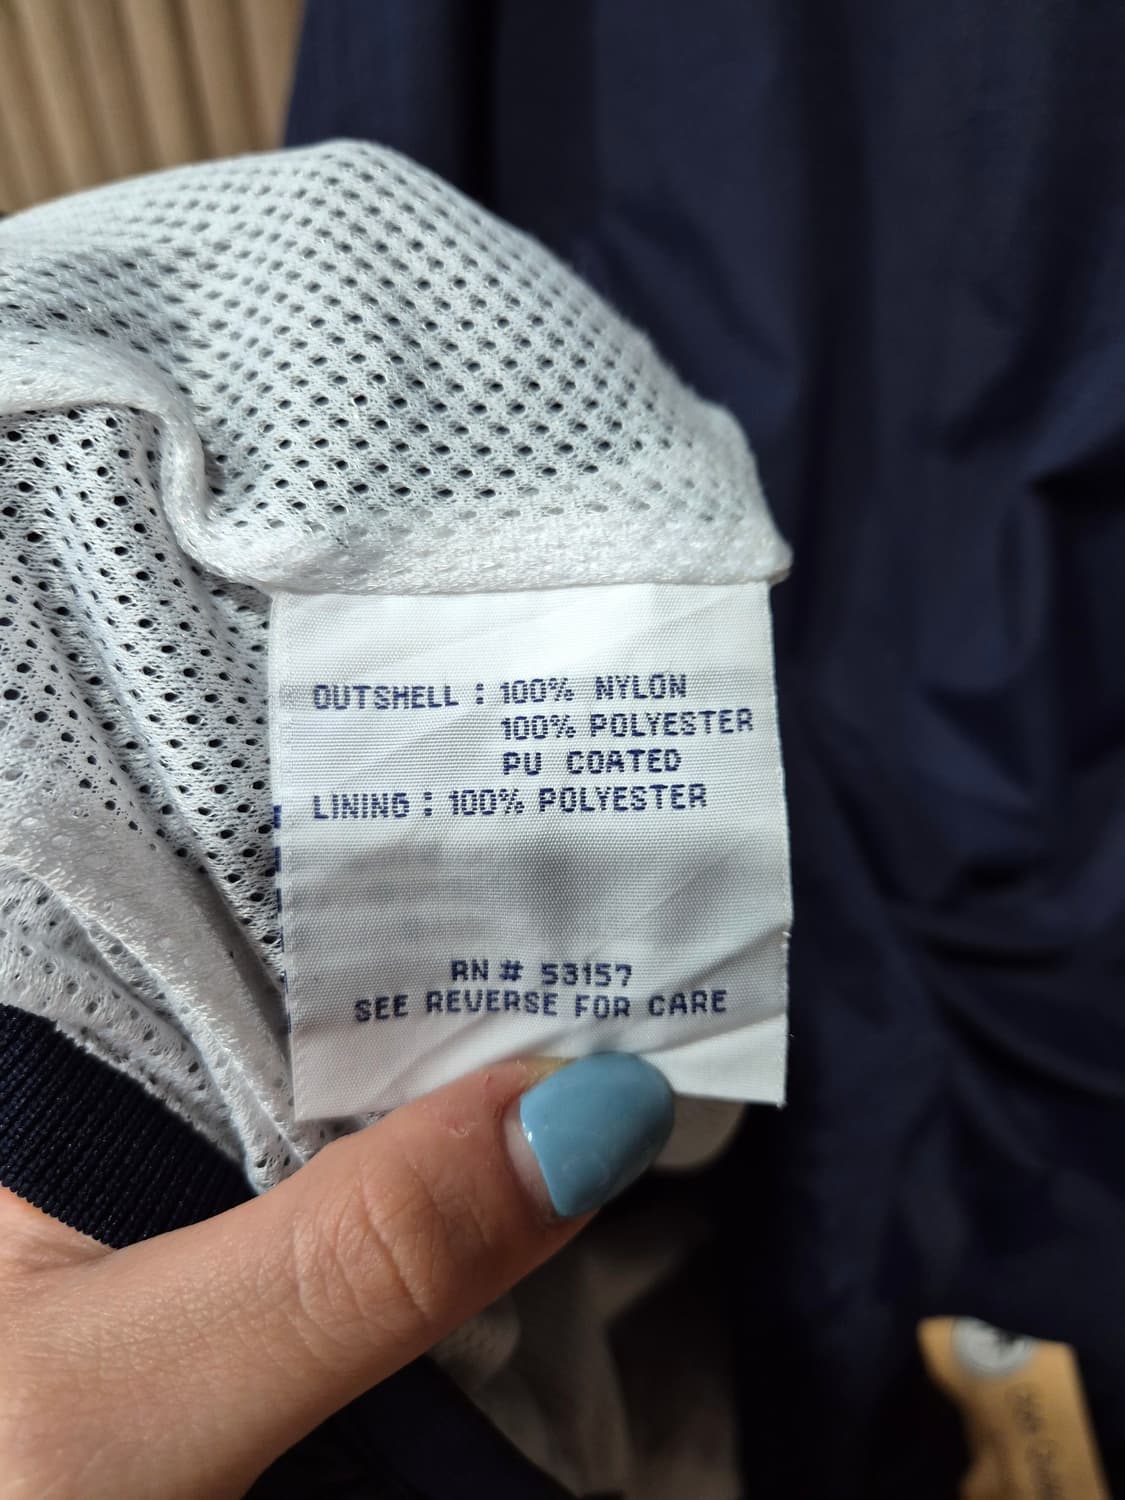 OUTSHELL : 100% NYLON
100% POLYESTER
PU COATED
LINING : 100% POLYESTER
RN # 53157
SEE REVERSE FOR CARE